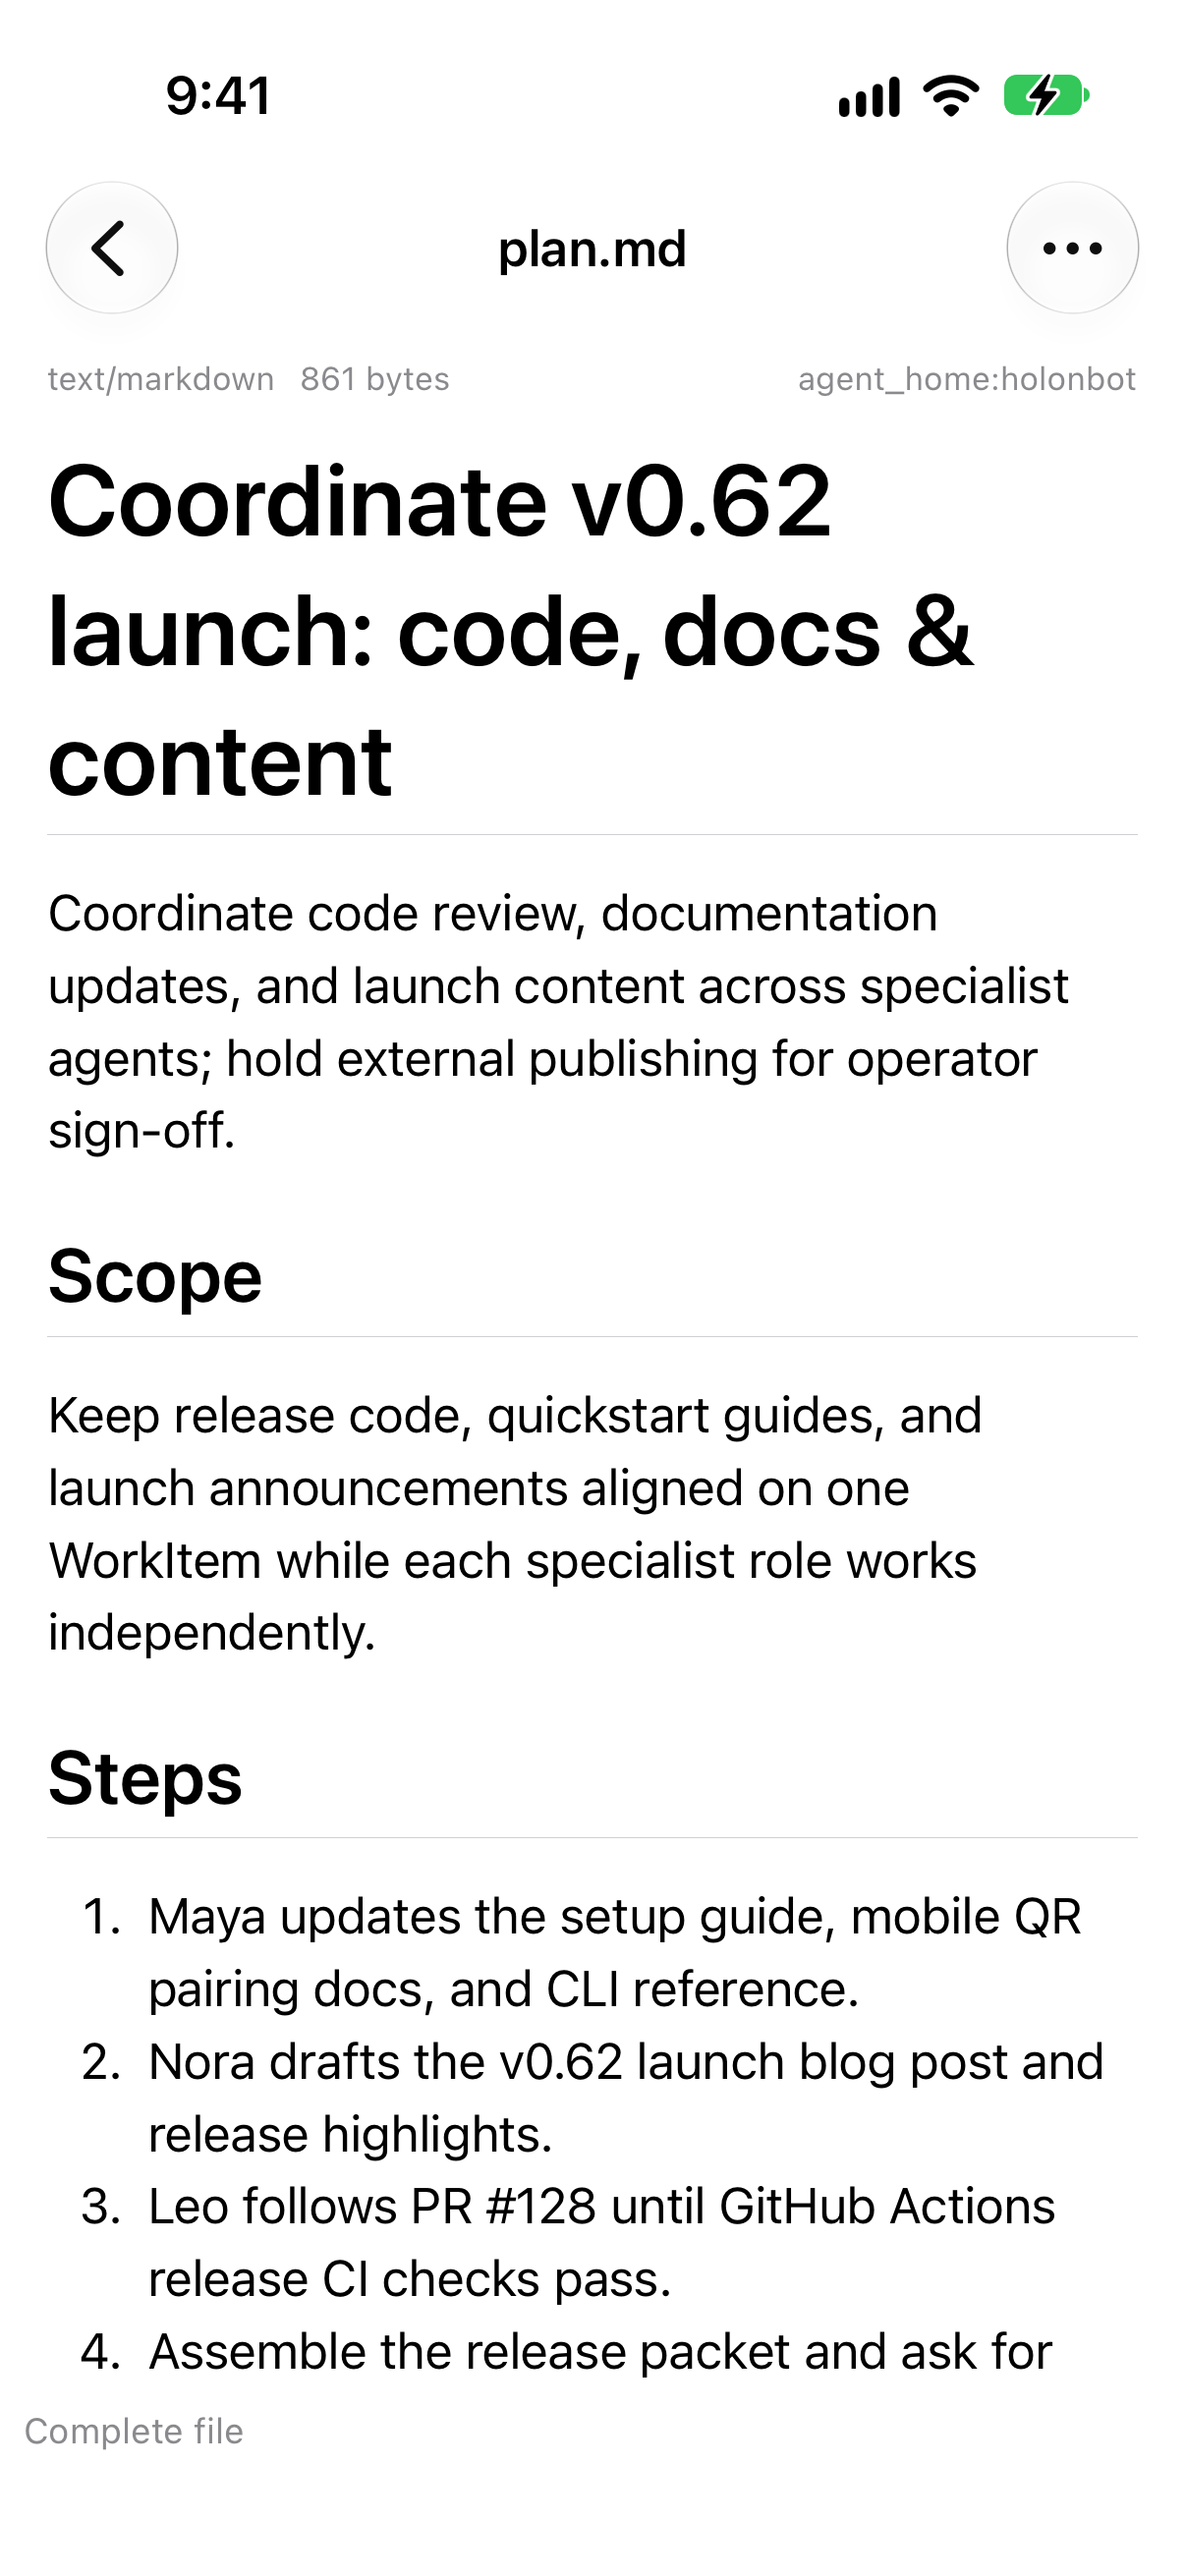 9:41
plan.md
text/markdown 861 bytes
agent_home:holonbot
Coordinate v0.62
launch: code, docs &
content
Coordinate code review, documentation
updates, and launch content across specialist
agents; hold external publishing for operator
sign-off.
Scope
Keep release code, quickstart guides, and
launch announcements aligned on one
WorkItem while each specialist role works
independently.
Steps
1. Maya updates the setup guide, mobile QR
pairing docs, and CLI reference.
2. Nora drafts the v0.62 launch blog post and
release highlights.
3. Leo follows PR #128 until GitHub Actions
release CI checks pass.
4. Assemble the release packet and ask for
Complete file